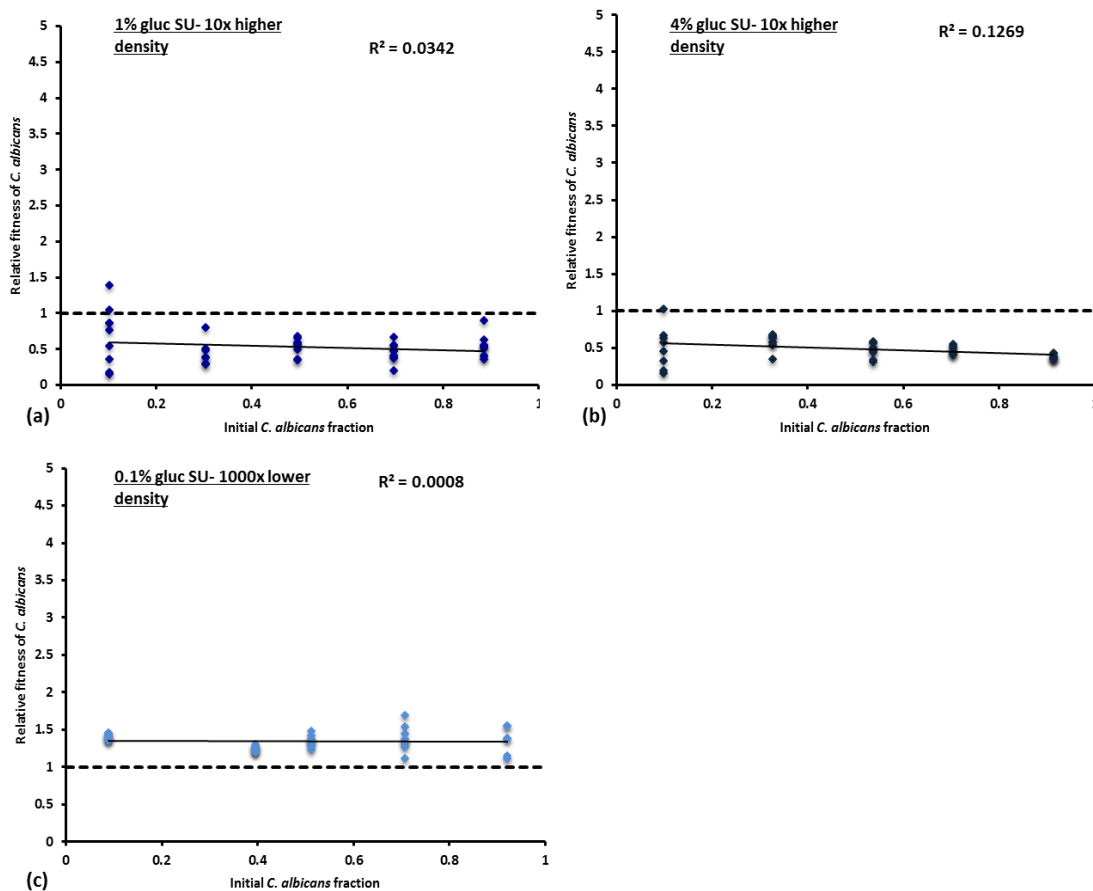 1% gluc SU- 10x higher
density
R² = 0.0342
5
4.5
4
3.5
3
2.5
2
1.5
1
0.5
0
Relative fitness of C. albicans
0
0.2
0.4
0.6
0.8
1
Initial C. albicans fraction
(a)
4% gluc SU- 10x higher
density
R² = 0.1269
5
4.5
4
3.5
3
2.5
2
1.5
1
0.5
0
Relative fitness of C. albicans
0
0.2
0.4
0.6
0.8
Initial C. albicans fraction
(b)
0.1% gluc SU- 1000x lower
density
R² = 0.0008
5
4.5
4
3.5
3
2.5
2
1.5
1
0.5
0
Relative fitness of C. albicans
0
0.2
0.4
0.6
0.8
1
Initial C. albicans fraction
(c)